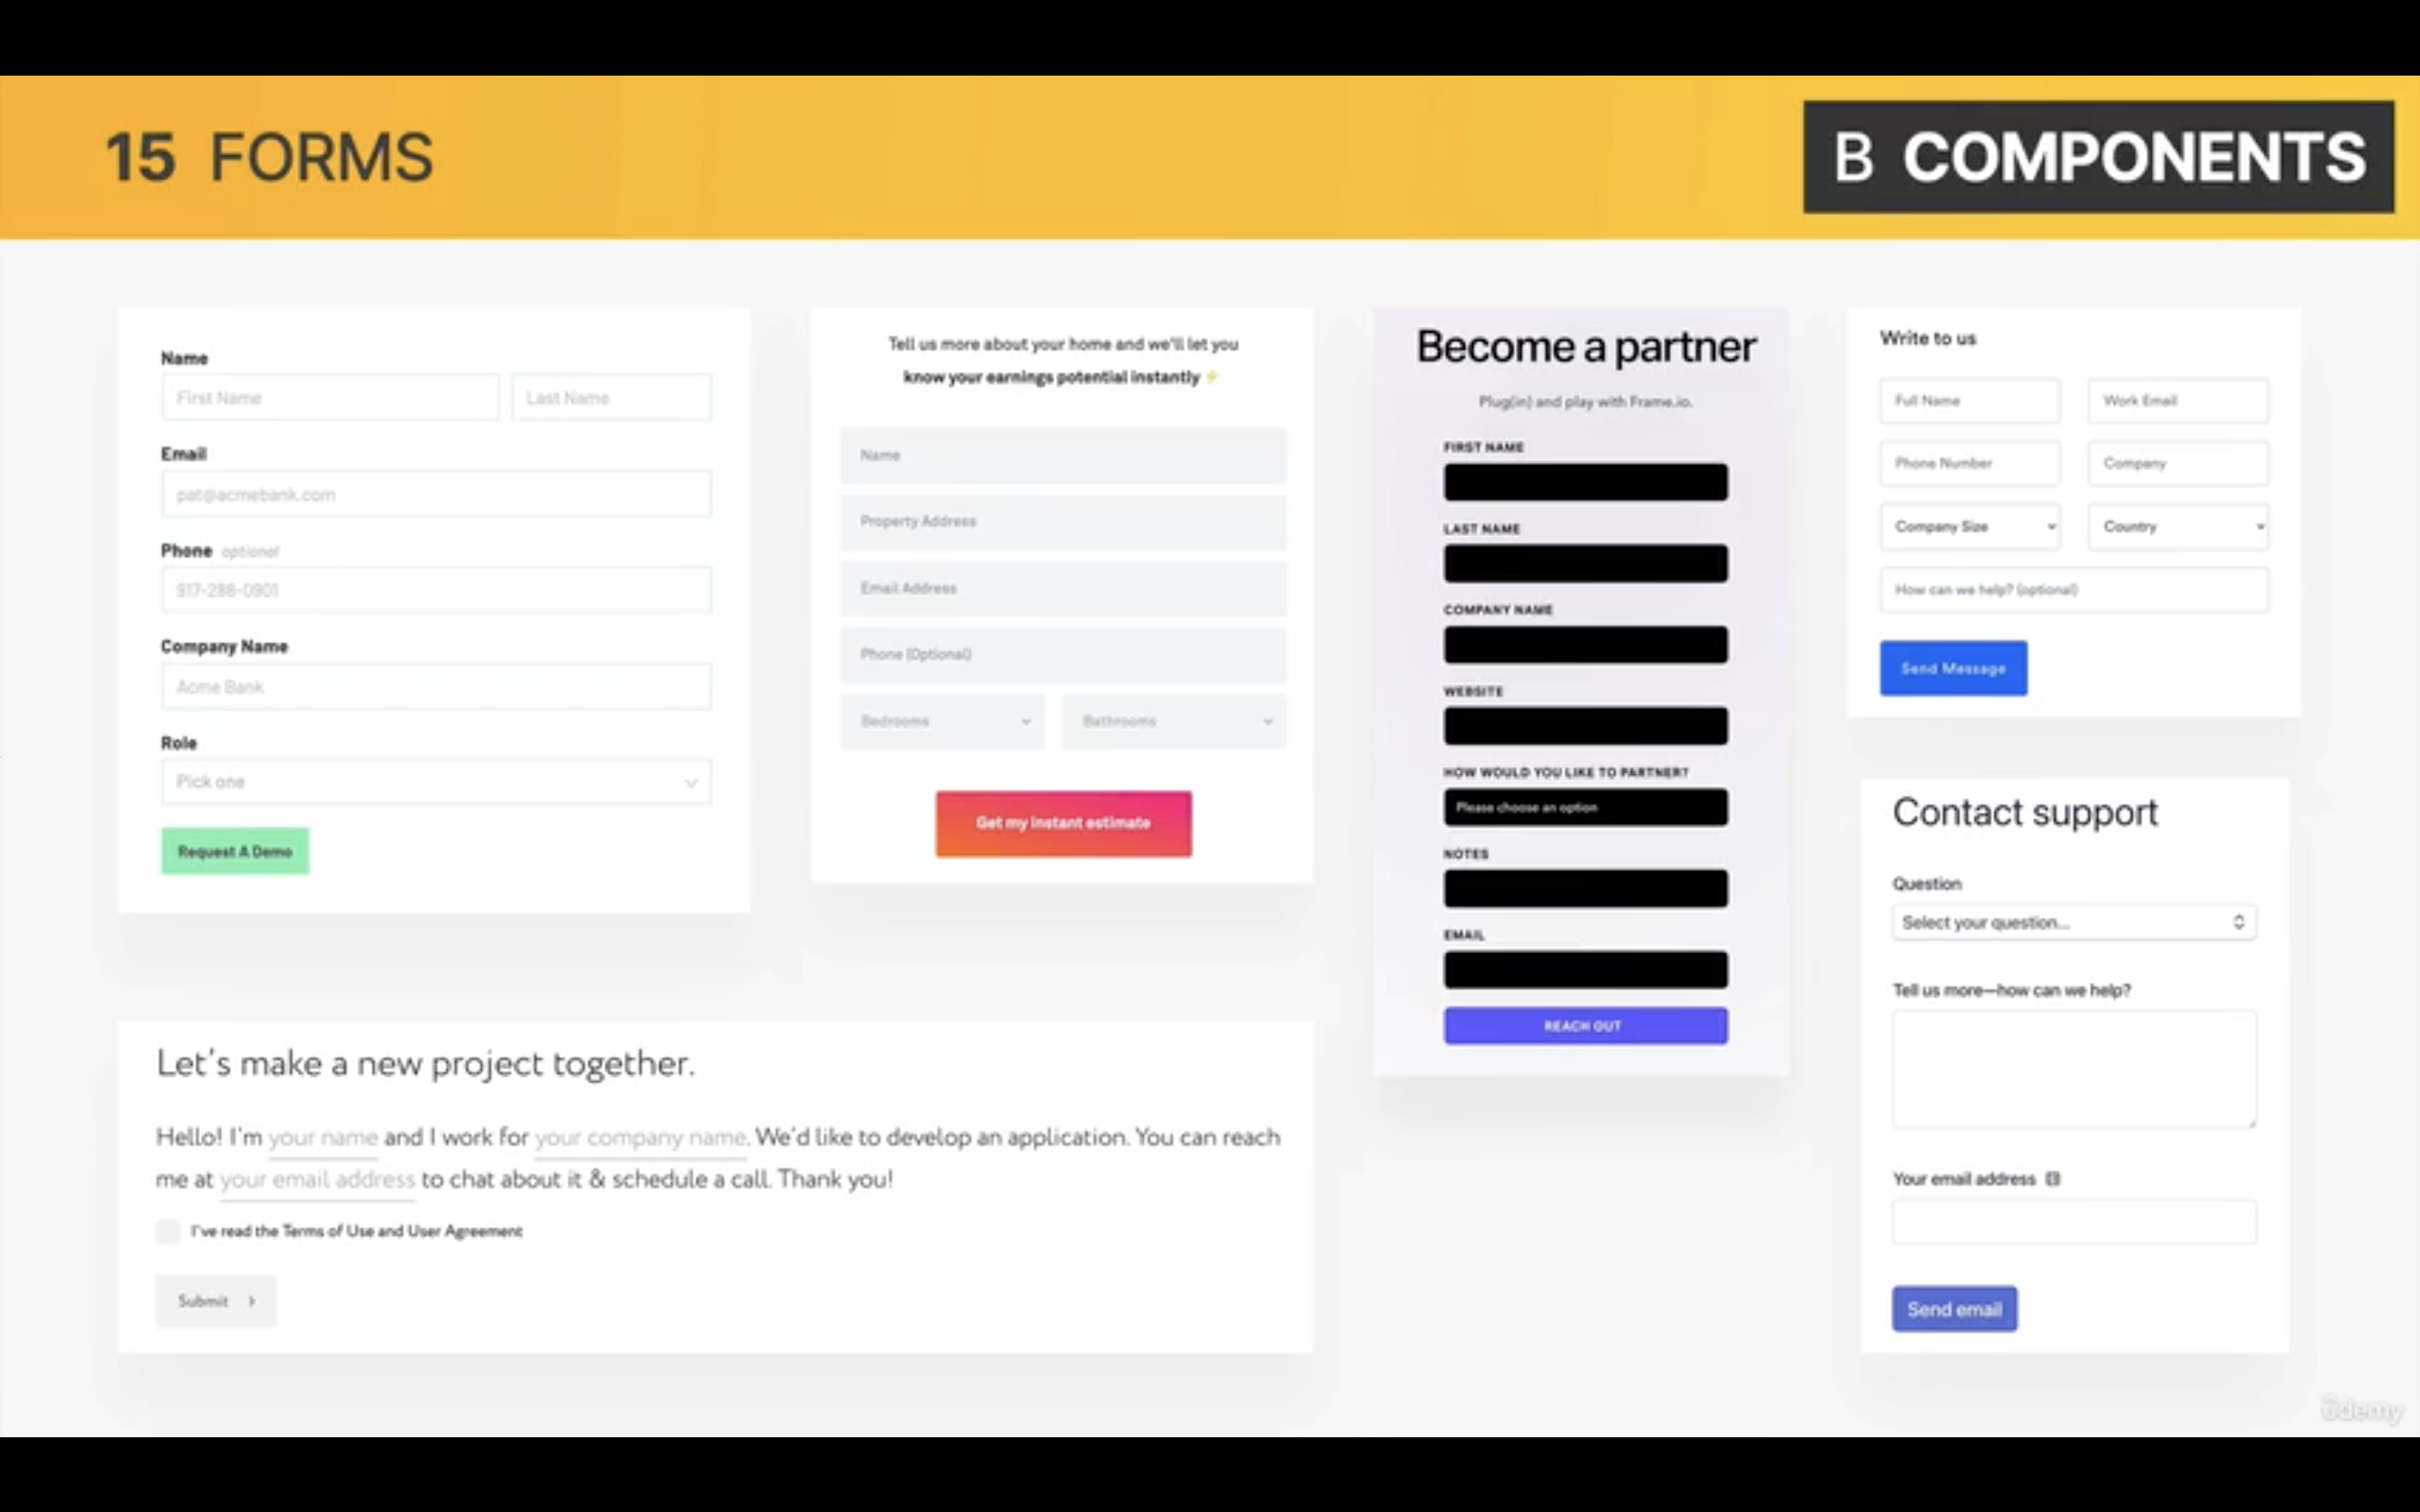 15 FORMS
B COMPONENTS
Name
First Name
Last Name
Email
pat@acmebank.com
Phone optional
917-288-0901
Company Name
Acme Bank
Role
Pick one
Request A Demo
Tell us more about your home and we'll let you
know your earnings potential instantly ⚡
Name
Property Address
Email Address
Phone (Optional)
Bedrooms
Bathrooms
Get my instant estimate
Become a partner
Plug(in) and play with Frame.io.
FIRST NAME
LAST NAME
COMPANY NAME
WEBSITE
HOW WOULD YOU LIKE TO PARTNER?
Please choose an option
NOTES
EMAIL
REACH OUT
Write to us
Full Name
Work Email
Phone Number
Company
Company Size
Country
How can we help? (optional)
Send Message
Contact support
Question
Select your question...
Tell us more—how can we help?
Your email address
Send email
Let's make a new project together.
Hello! I'm your name and I work for your company name. We'd like to develop an application. You can reach
me at your email address to chat about it & schedule a call. Thank you!
I've read the Terms of Use and User Agreement
Submit
ûdemy